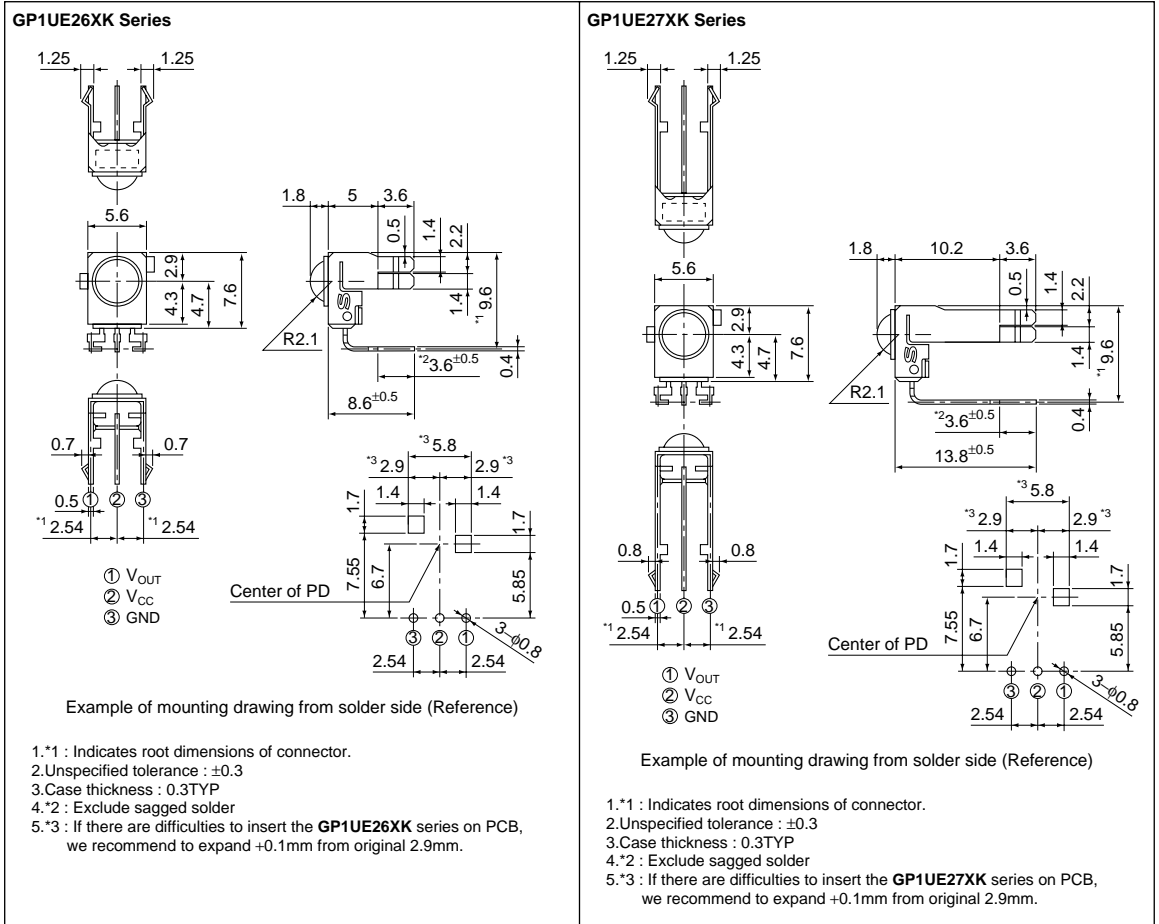 GP1UE26XK Series
1.25
1.25
5.6
2.9
4.3
4.7
7.6
1.8
5
3.6
0.5
1.4
2.2
1.4
*1 9.6
R2.1
*2 3.6±0.5
0.4
8.6±0.5
0.7
0.7
0.5
① ② ③
*1 2.54
*1 2.54
① VOUT
② VCC
③ GND
*3 5.8
*3 2.9
2.9 *3
1.4
1.4
1.7
1.7
7.55
6.7
5.85
Center of PD
③ ② ①
3-φ0.8
2.54
2.54
Example of mounting drawing from solder side (Reference)
1.*1 : Indicates root dimensions of connector.
2.Unspecified tolerance : ±0.3
3.Case thickness : 0.3TYP
4.*2 : Exclude sagged solder
5.*3 : If there are difficulties to insert the GP1UE26XK series on PCB,
we recommend to expand +0.1mm from original 2.9mm.
GP1UE27XK Series
1.25
1.25
5.6
2.9
4.3
4.7
7.6
1.8
10.2
3.6
0.5
1.4
2.2
1.4
*1 9.6
R2.1
*2 3.6±0.5
0.4
13.8±0.5
0.8
0.8
0.5
① ② ③
*1 2.54
*1 2.54
① VOUT
② VCC
③ GND
*3 5.8
*3 2.9
2.9 *3
1.4
1.4
1.7
1.7
7.55
6.7
5.85
Center of PD
③ ② ①
3-φ0.8
2.54
2.54
Example of mounting drawing from solder side (Reference)
1.*1 : Indicates root dimensions of connector.
2.Unspecified tolerance : ±0.3
3.Case thickness : 0.3TYP
4.*2 : Exclude sagged solder
5.*3 : If there are difficulties to insert the GP1UE27XK series on PCB,
we recommend to expand +0.1mm from original 2.9mm.